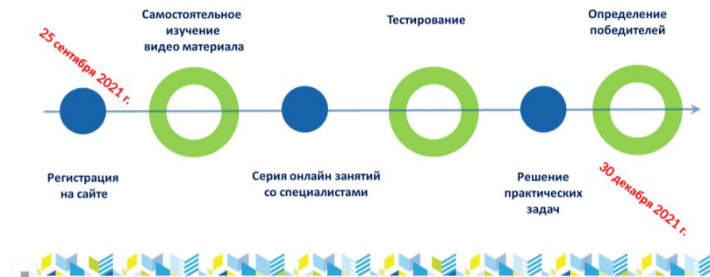 25 сентября 2021 г.
Самостоятельное
изучение
видео материала
Тестирование
Определение
победителей
Регистрация
на сайте
Серия онлайн занятий
со специалистами
Решение
практических
задач
30 декабря 2021 г.